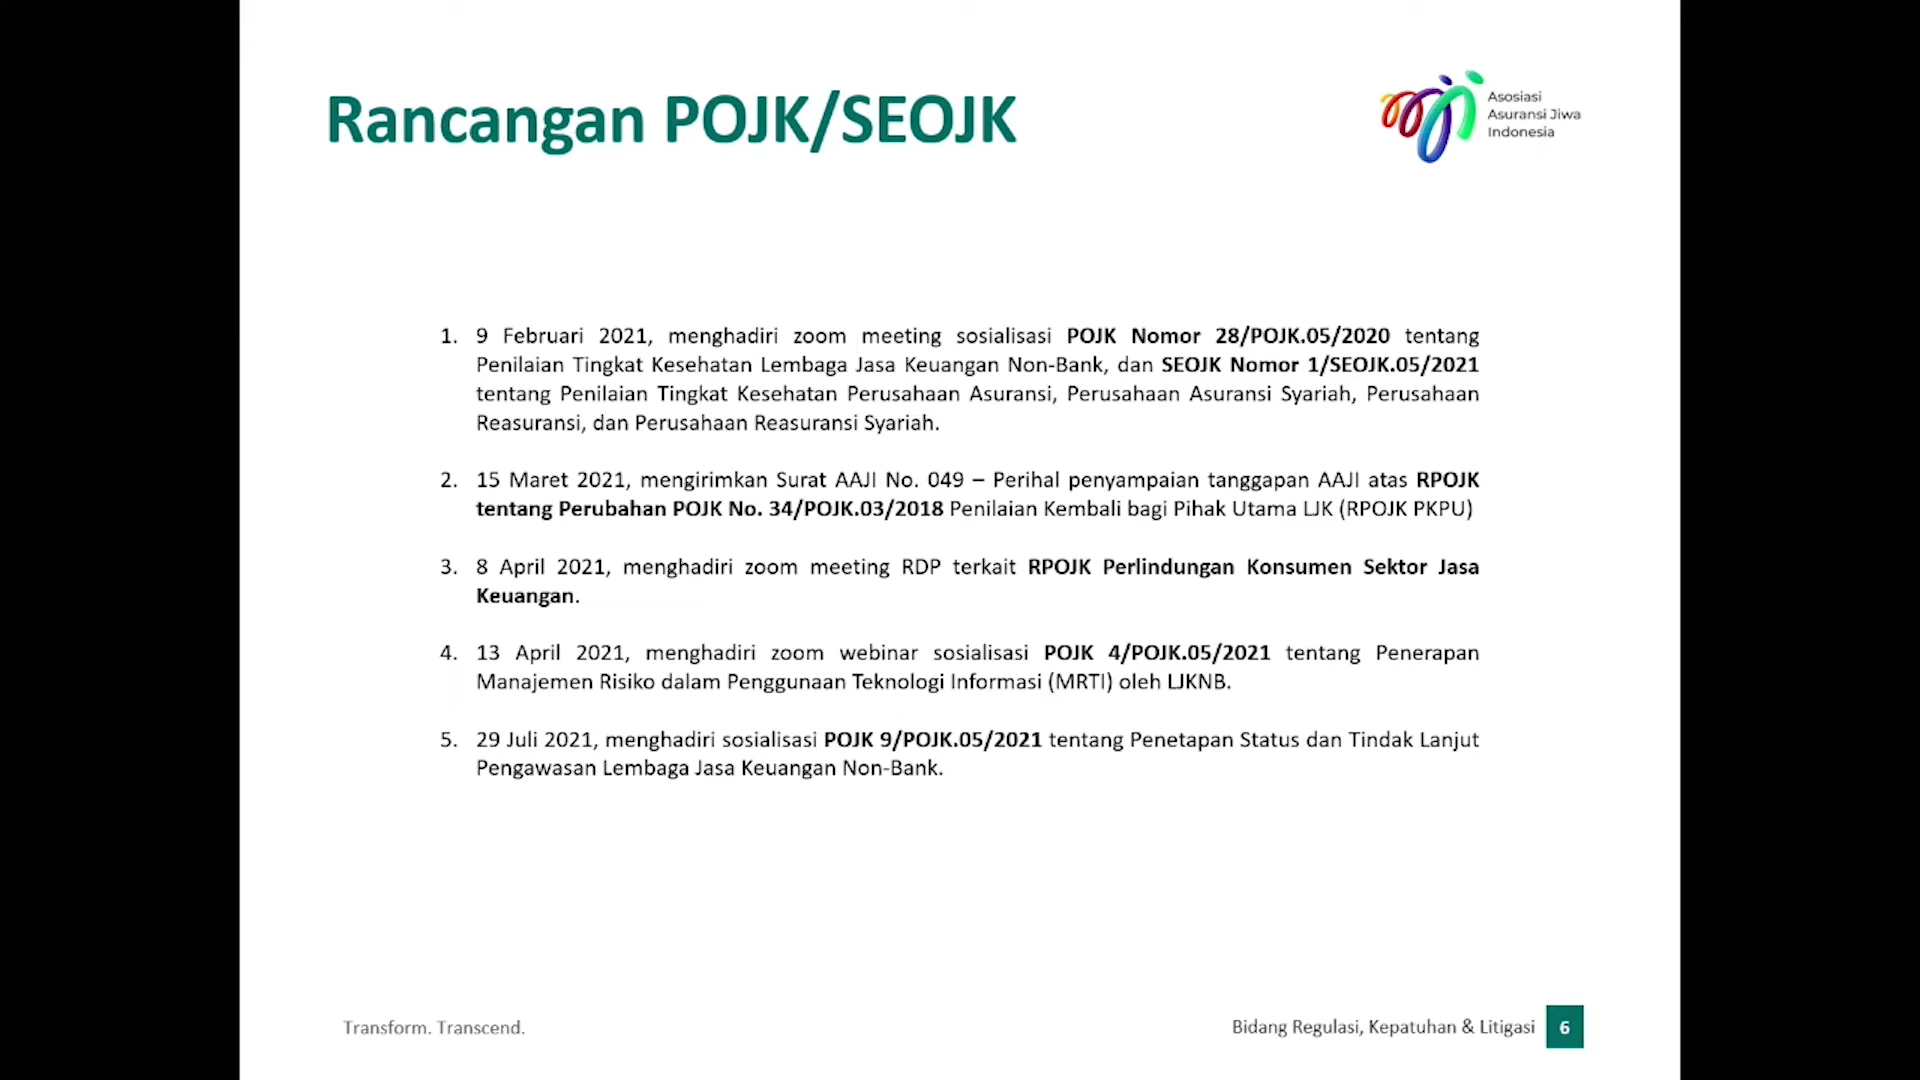 Rancangan POJK/SEOJK
Asosiasi
Asuransi Jiwa
Indonesia
1. 9 Februari 2021, menghadiri zoom meeting sosialisasi POJK Nomor 28/POJK.05/2020 tentang
Penilaian Tingkat Kesehatan Lembaga Jasa Keuangan Non-Bank, dan SEOJK Nomor 1/SEOJK.05/2021
tentang Penilaian Tingkat Kesehatan Perusahaan Asuransi, Perusahaan Asuransi Syariah, Perusahaan
Reasuransi, dan Perusahaan Reasuransi Syariah.
2. 15 Maret 2021, mengirimkan Surat AAJI No. 049 – Perihal penyampaian tanggapan AAJI atas RPOJK
tentang Perubahan POJK No. 34/POJK.03/2018 Penilaian Kembali bagi Pihak Utama LJK (RPOJK PKPU)
3. 8 April 2021, menghadiri zoom meeting RDP terkait RPOJK Perlindungan Konsumen Sektor Jasa
Keuangan.
4. 13 April 2021, menghadiri zoom webinar sosialisasi POJK 4/POJK.05/2021 tentang Penerapan
Manajemen Risiko dalam Penggunaan Teknologi Informasi (MRTI) oleh LJKNB.
5. 29 Juli 2021, menghadiri sosialisasi POJK 9/POJK.05/2021 tentang Penetapan Status dan Tindak Lanjut
Pengawasan Lembaga Jasa Keuangan Non-Bank.
Transform. Transcend.
Bidang Regulasi, Kepatuhan & Litigasi 6